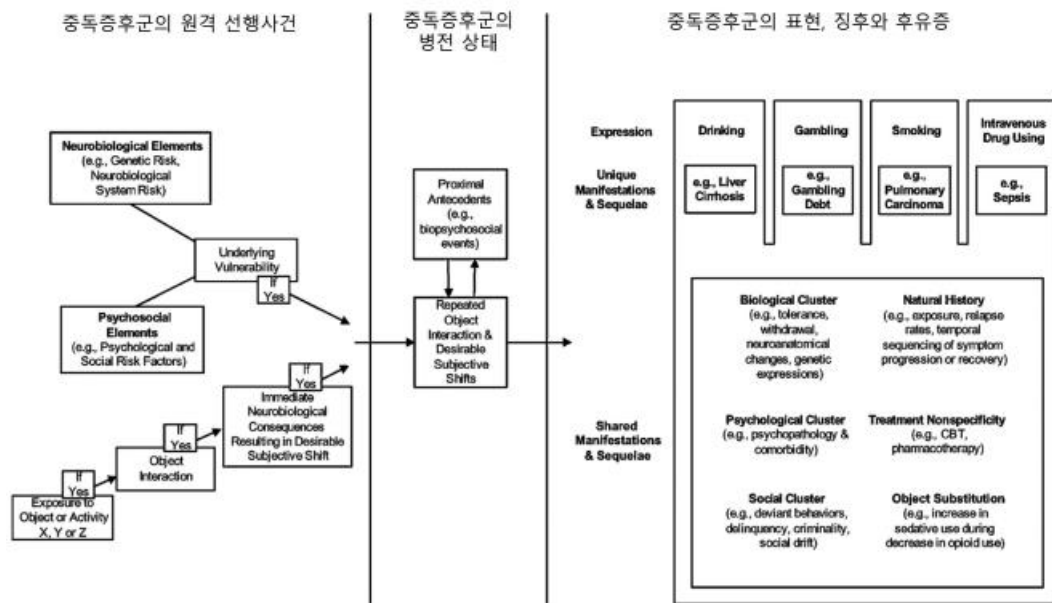 중독증후군의 원격 선행사건
중독증후군의
병전 상태
중독증후군의 표현, 징후와 후유증
Neurobiological Elements
(e.g., Genetic Risk,
Neurobiological
System Risk)
Underlying
Vulnerability
If
Yes
Psychosocial
Elements
(e.g., Psychological and
Social Risk Factors)
If
Yes
Immediate
Neurobiological
Consequences
Resulting in Desirable
Subjective Shift
If
Yes
Object
Interaction
If
Yes
Exposure to
Object or Activity
X, Y or Z
Proximal
Antecedents
(e.g.,
biopsychosocial
events)
Repeated
Object
Interaction &
Desirable
Subjective
Shifts
Expression
Drinking
Gambling
Smoking
Intravenous
Drug Using
Unique
Manifestations
& Sequelae
e.g., Liver
Cirrhosis
e.g.,
Gambling
Debt
e.g.,
Pulmonary
Carcinoma
e.g.,
Sepsis
Shared
Manifestations
& Sequelae
Biological Cluster
(e.g., tolerance,
withdrawal,
neuroanatomical
changes, genetic
expressions)
Natural History
(e.g., exposure, relapse
rates, temporal
sequencing of symptom
progression or recovery)
Psychological Cluster
(e.g., psychopathology &
comorbidity)
Treatment Nonspecificity
(e.g., CBT,
pharmacotherapy)
Social Cluster
(e.g., deviant behaviors,
delinquency, criminality,
social drift)
Object Substitution
(e.g., increase in
sedative use during
decrease in opioid use)